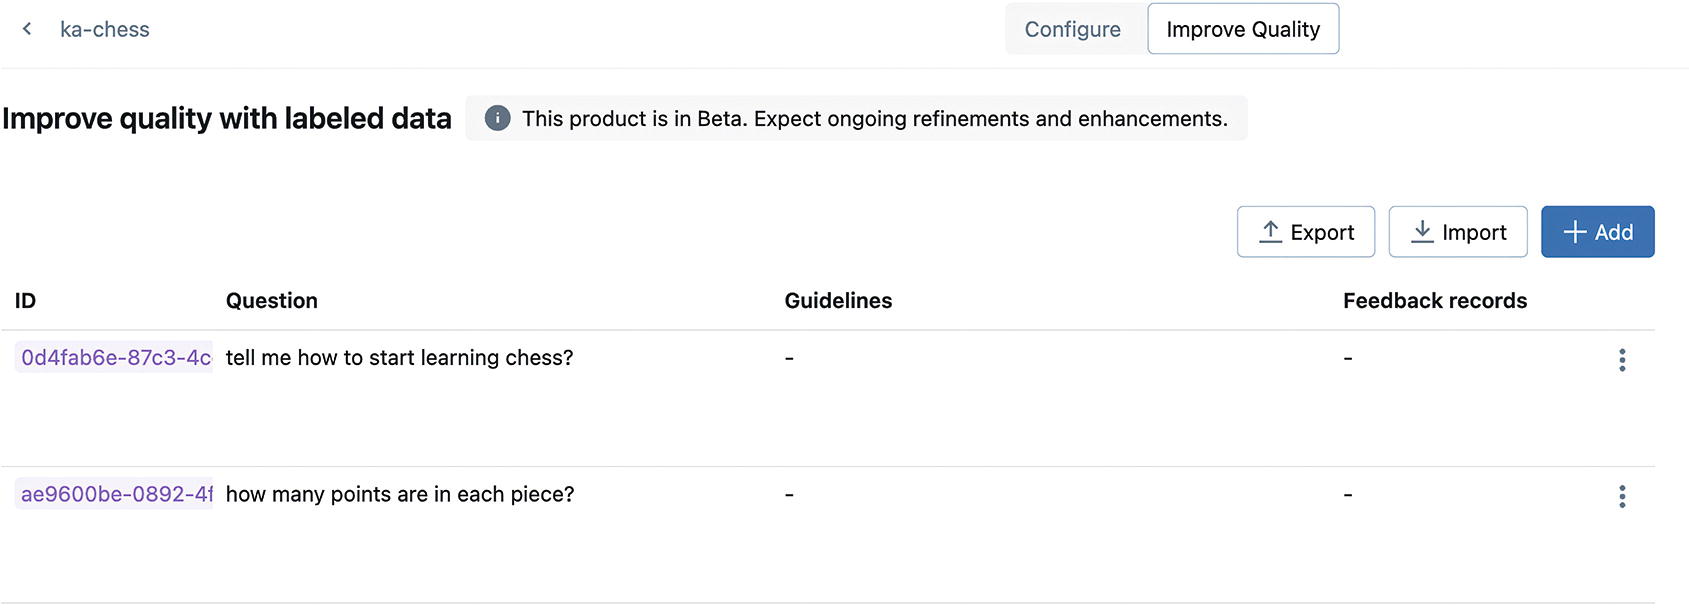 ka-chess
Configure
Improve Quality
Improve quality with labeled data
This product is in Beta. Expect ongoing refinements and enhancements.
Export
Import
Add
ID Question Guidelines Feedback records
0d4fab6e-87c3-4c tell me how to start learning chess? - -
ae9600be-0892-4f how many points are in each piece? - -